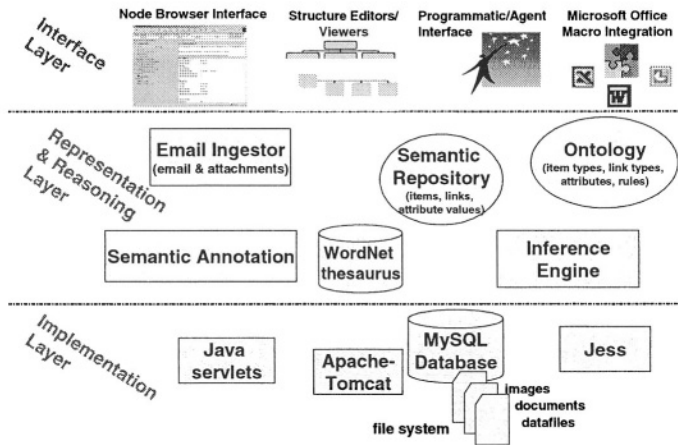 Node Browser Interface
Structure Editors/
Viewers
Programmatic/Agent
Interface
Microsoft Office
Macro Integration
Interface
Layer
Representation
& Reasoning
Layer
Email Ingestor
(email & attachments)
Semantic
Repository
(items, links,
attribute values)
Ontology
(item types, link types,
attributes, rules)
Semantic Annotation
WordNet
thesaurus
Inference
Engine
Implementation
Layer
Java
servlets
Apache-
Tomcat
MySQL
Database
Jess
file system
images
documents
datafiles